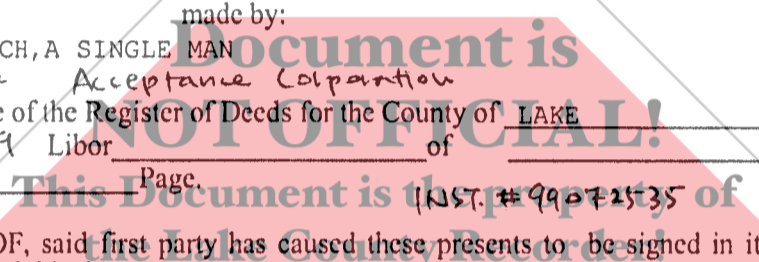 made by:
CH, A SINGLE MAN
Acceptance Corporation
e of the Register of Deeds for the County of LAKE
9 Libor of
Page. INST. # 99072535
OF, said first party has caused these presents to be signed in it
Document is
NOT OFFICIAL!
This Document is the property of
the Lake County Recorder!